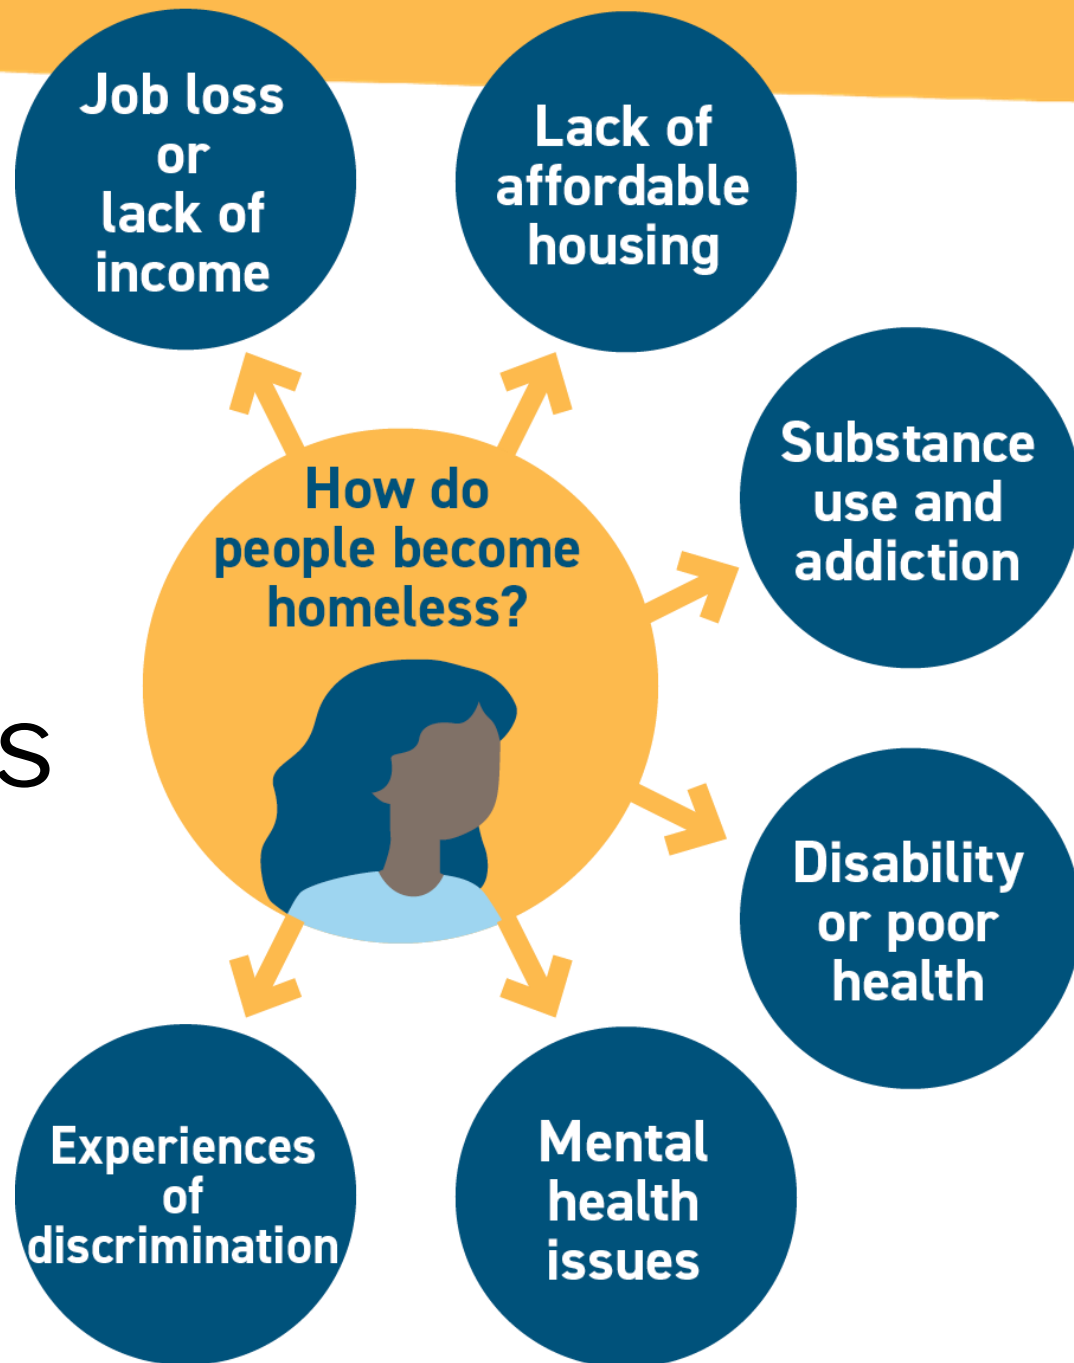 Job loss
or
lack of
income
Lack of
affordable
housing
How do
people become
homeless?
Substance
use and
addiction
s
Disability
or poor
health
Experiences
of
discrimination
Mental
health
issues